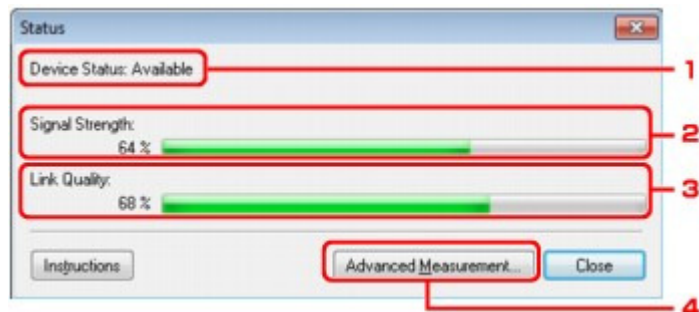 Status
Device Status: Available
1
Signal Strength:
64 %
2
Link Quality:
68 %
3
Instructions
Advanced Measurement...
Close
4